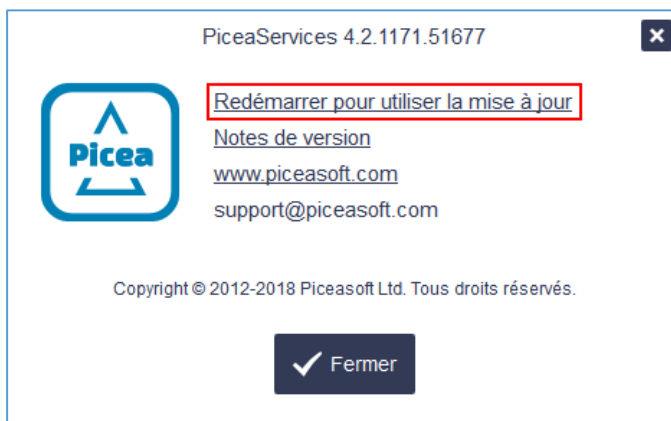 PiceaServices 4.2.1171.51677
Picea
Redémarrer pour utiliser la mise à jour
Notes de version
www.piceasoft.com
support@piceasoft.com
Copyright © 2012-2018 Piceasoft Ltd. Tous droits réservés.
Fermer